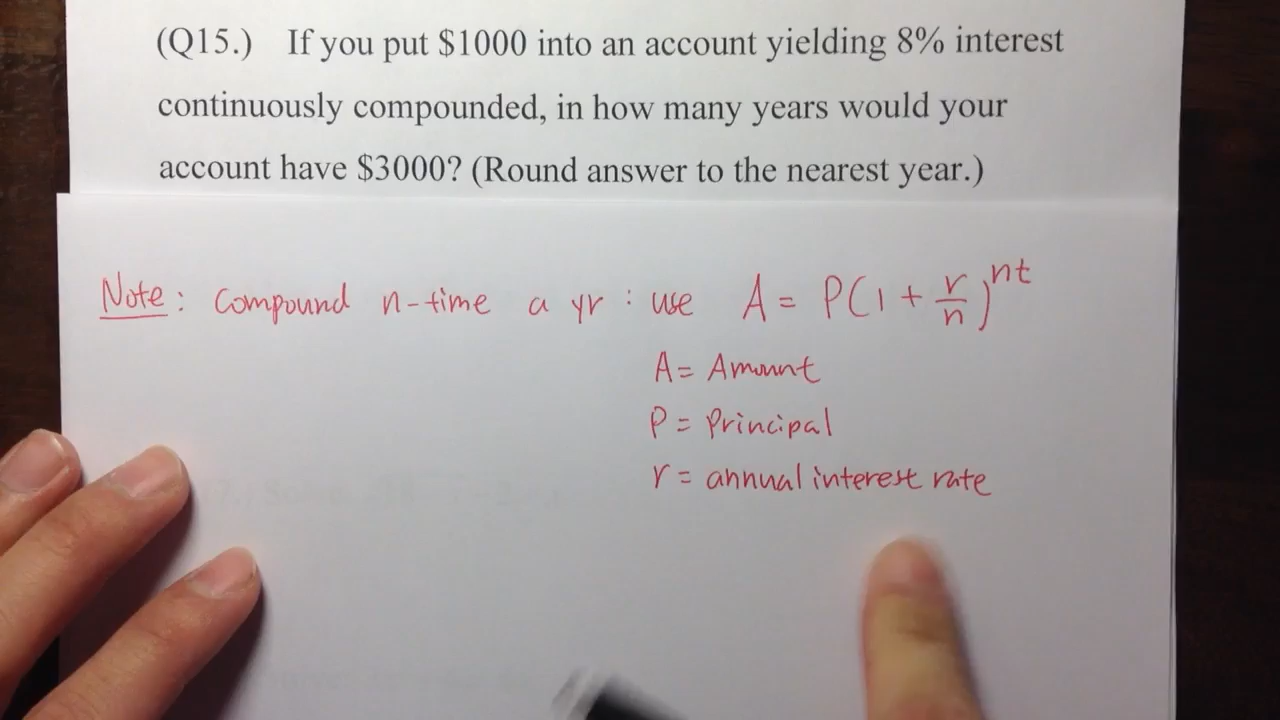 (Q15.) If you put $1000 into an account yielding 8% interest
continuously compounded, in how many years would your
account have $3000? (Round answer to the nearest year.)
Note: Compound n-time a yr : use A = P(1 + r/n)^nt
A = Amount
P = Principal
r = annual interest rate